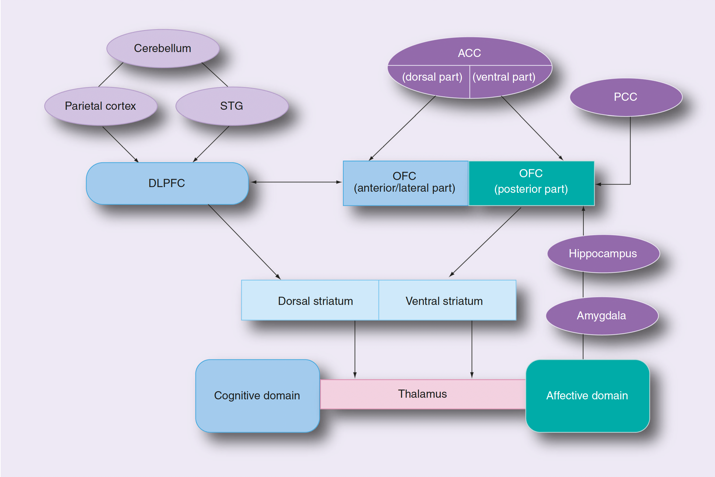 Cerebellum
ACC
(dorsal part) (ventral part)
PCC
Parietal cortex
STG
DLPFC
OFC
(anterior/lateral part)
OFC
(posterior part)
Hippocampus
Dorsal striatum
Ventral striatum
Amygdala
Cognitive domain
Thalamus
Affective domain